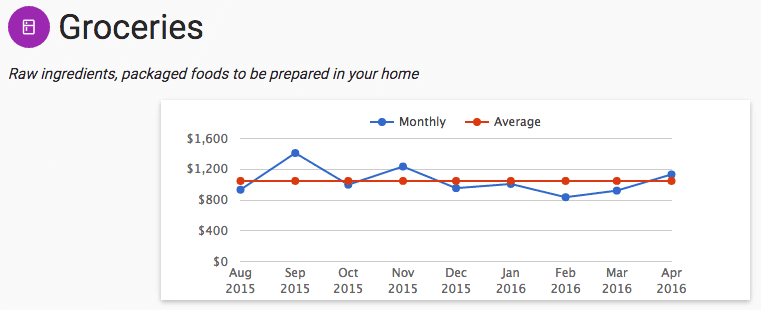 Groceries
Raw ingredients, packaged foods to be prepared in your home
Monthly Average
$1,600
$1,200
$800
$400
$0
Aug Sep Oct Nov Dec Jan Feb Mar Apr
2015 2015 2015 2015 2015 2016 2016 2016 2016